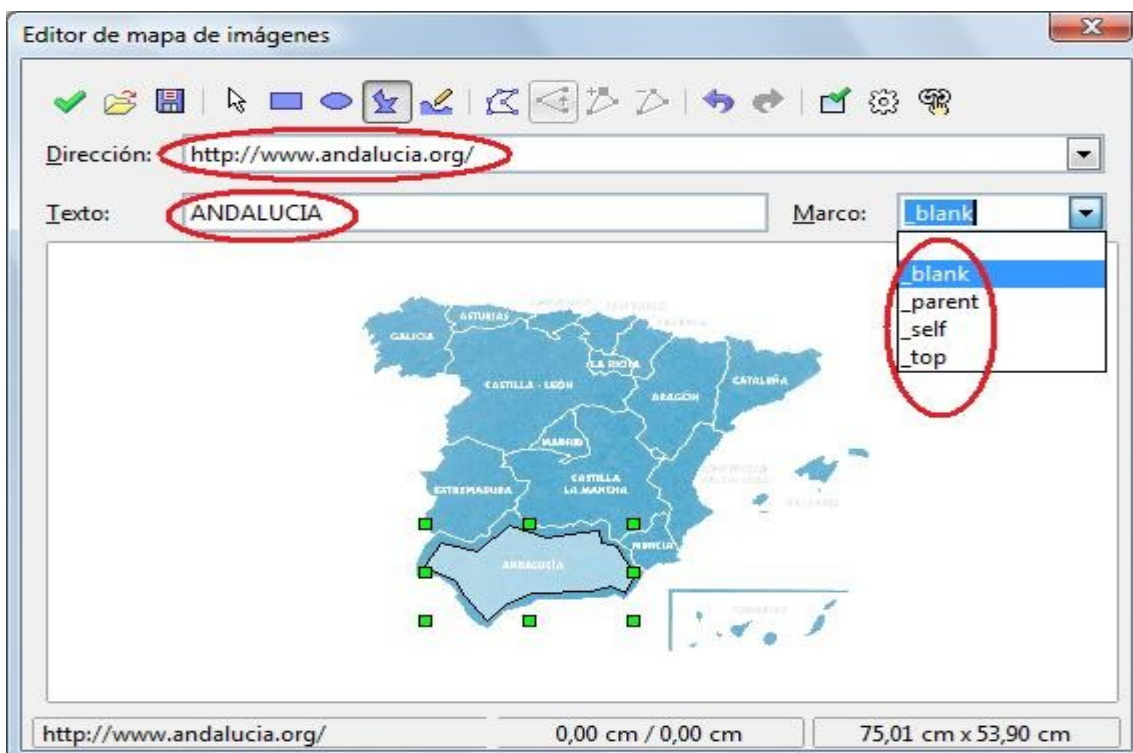 Editor de mapa de imágenes
Dirección: http://www.andalucia.org/
Texto: ANDALUCIA Marco: _blank
_blank
_parent
_self
_top
ASTURIAS
GALICIA
LA RIOJA
CASTILLA - LEÓN
CATALUÑA
ARAGON
MADRID
CASTILLA
LA MANCHA
EXTREMADURA
MURCIA
ANDALUCÍA
http://www.andalucia.org/ 0,00 cm / 0,00 cm 75,01 cm x 53,90 cm